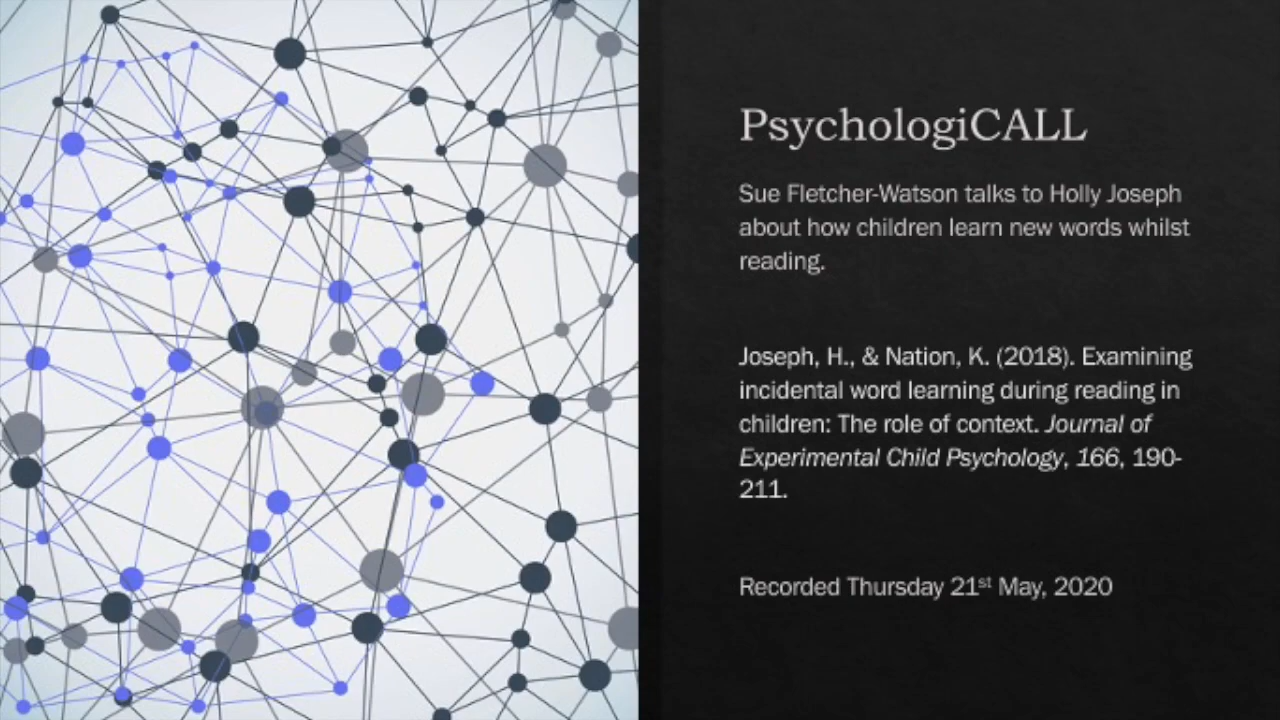 PsychologiCALL
Sue Fletcher-Watson talks to Holly Joseph
about how children learn new words whilst
reading.
Joseph, H., & Nation, K. (2018). Examining
incidental word learning during reading in
children: The role of context. Journal of
Experimental Child Psychology, 166, 190-
211.
Recorded Thursday 21st May, 2020